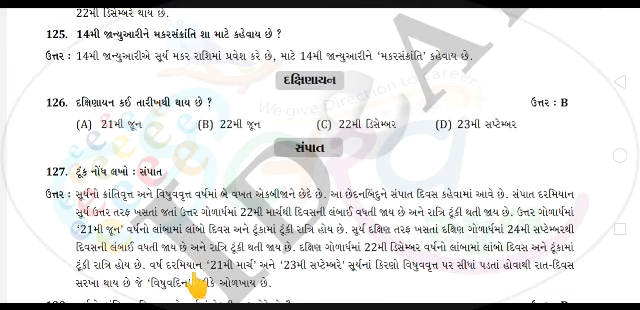 22મી ડિસેમ્બર થાય છે.
125. 14મી જાન્યુઆરીને મકરસંક્રાંતિ શા માટે કહેવાય છે ?
ઉત્તર : 14મી જાન્યુઆરીએ સૂર્ય મકર રાશિમાં પ્રવેશ કરે છે, માટે 14મી જાન્યુઆરીને ‘મકરસંક્રાંતિ’ કહેવાય છે.
દક્ષિણાયન
126. દક્ષિણાયન કઈ તારીખથી થાય છે ? ઉત્તર : B
We give Direction to career
(A) 21મી જૂન (B) 22મી જૂન (C) 22મી ડિસેમ્બર (D) 23મી સપ્ટેમ્બર
સંપાત
127. ટૂંક નોંધ લખો : સંપાત
ઉત્તર : સૂર્યનો ક્રાંતિવૃત્ત અને વિષુવવૃત્ત વર્ષમાં બે વખત એકબીજાને છેદે છે. આ છેદનબિંદુને સંપાત દિવસ કહેવામાં આવે છે. સંપાત દરમિયાન
સૂર્ય ઉત્તર તરફ ખસતાં જતાં ઉત્તર ગોળાર્ધમાં 22મી માર્ચથી દિવસની લંબાઈ વધતી જાય છે અને રાત્રિ ટૂંકી થતી જાય છે. ઉત્તર ગોળાર્ધમાં
‘21મી જૂન’ વર્ષનો લાંબામાં લાંબો દિવસ અને ટૂંકામાં ટૂંકી રાત્રિ હોય છે. સૂર્ય દક્ષિણ તરફ ખસતાં દક્ષિણ ગોળાર્ધમાં 24મી સપ્ટેમ્બરથી
દિવસની લંબાઈ વધતી જાય છે અને રાત્રિ ટૂંકી થતી જાય છે. દક્ષિણ ગોળાર્ધમાં 22મી ડિસેમ્બર વર્ષનો લાંબામાં લાંબો દિવસ અને ટૂંકામાં
ટૂંકી રાત્રિ હોય છે. વર્ષ દરમિયાન ‘21મી માર્ચ’ અને ‘23મી સપ્ટેમ્બરે’ સૂર્યનાં કિરણો વિષુવવૃત્ત પર સીધાં પડતાં હોવાથી રાત-દિવસ
સરખા થાય છે જે ‘વિષુવદિન’ ઓળખાય છે.